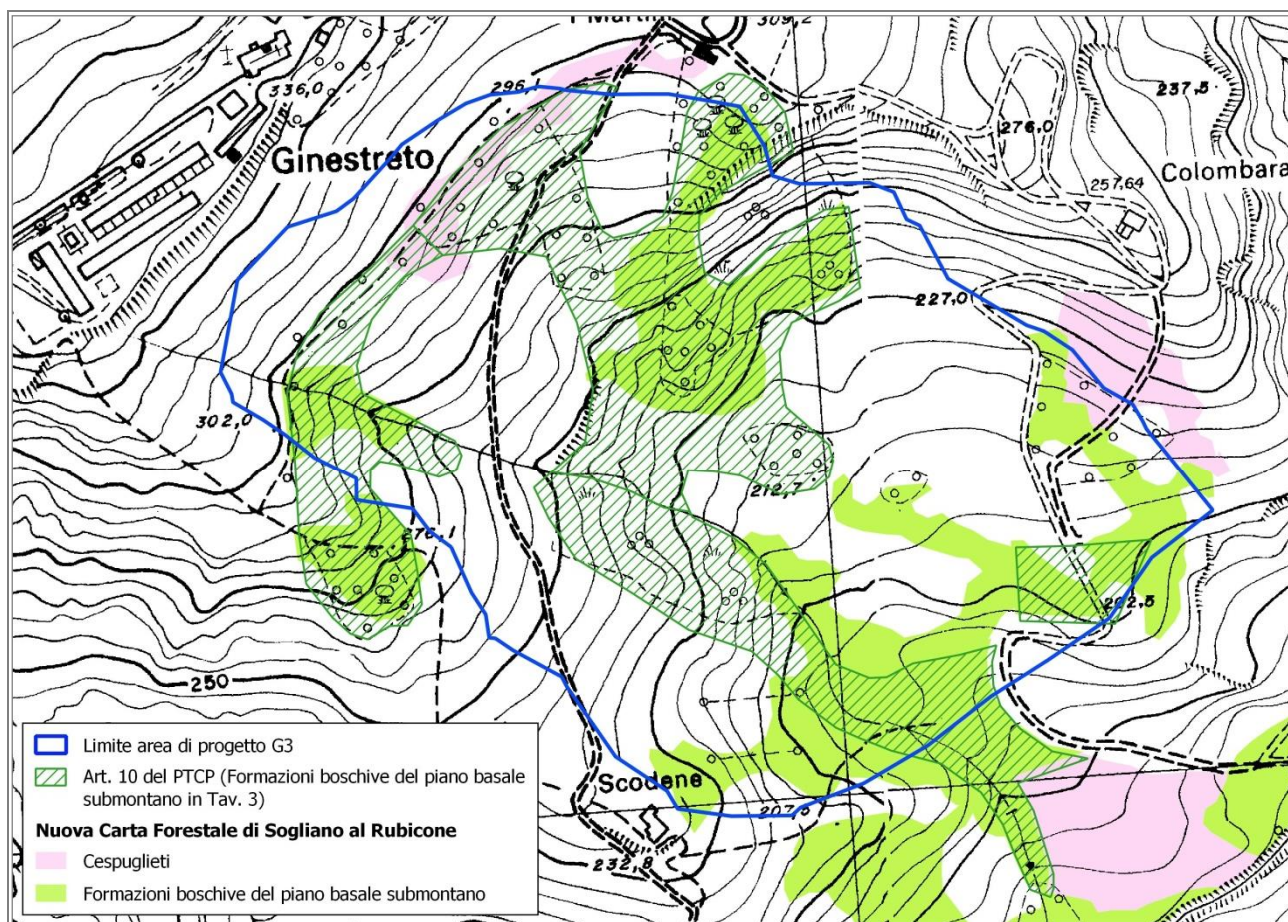 309,2
296,1
336,0
237,5
276,0
Ginestreto
257,64
Colombara
227,0
302,0
212,7
276,1
202,5
250
Scodene
207,5
232,8
Limite area di progetto G3
Art. 10 del PTCP (Formazioni boschive del piano basale
submontano in Tav. 3)
Nuova Carta Forestale di Sogliano al Rubicone
Cespuglieti
Formazioni boschive del piano basale submontano